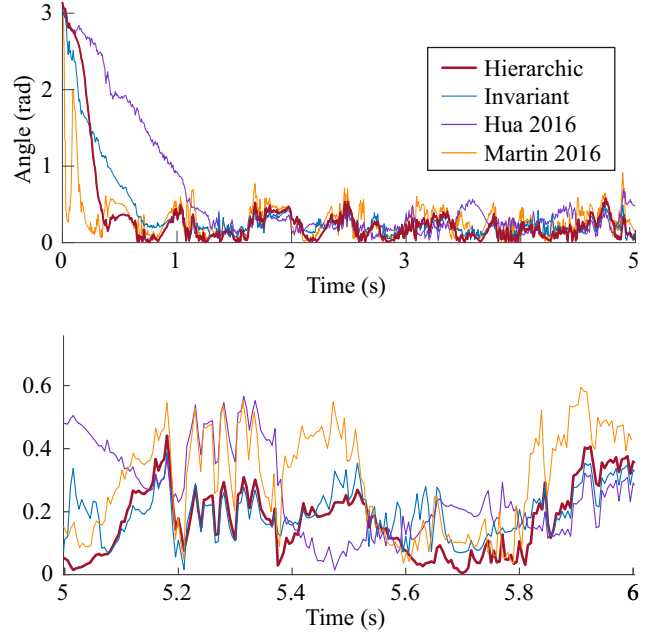 3
2
1
0
Angle (rad)
Hierarchic
Invariant
Hua 2016
Martin 2016
0 1 2 3 4 5
Time (s)
0.6
0.4
0.2
0
5 5.2 5.4 5.6 5.8 6
Time (s)